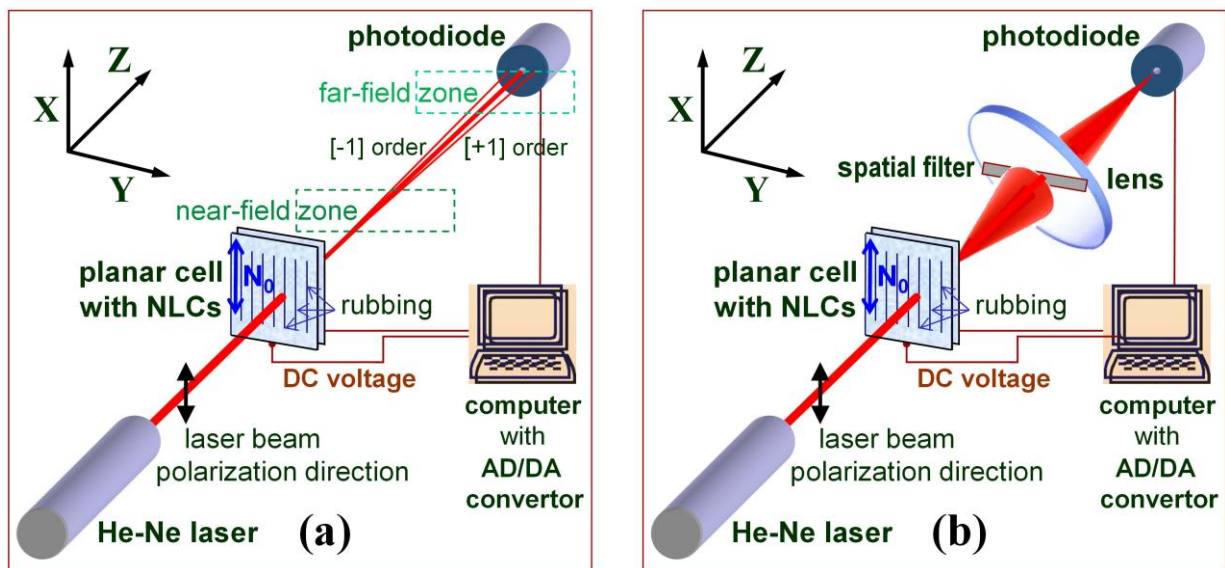 photodiode
Z
far-field zone
X
[-1] order
[+1] order
Y
near-field zone
planar cell
with NLCs
N0
rubbing
DC voltage
computer
with
AD/DA
convertor
laser beam
polarization direction
He-Ne laser
(a)
photodiode
Z
X
Y
spatial filter
lens
planar cell
with NLCs
N0
rubbing
DC voltage
computer
with
AD/DA
convertor
laser beam
polarization direction
He-Ne laser
(b)